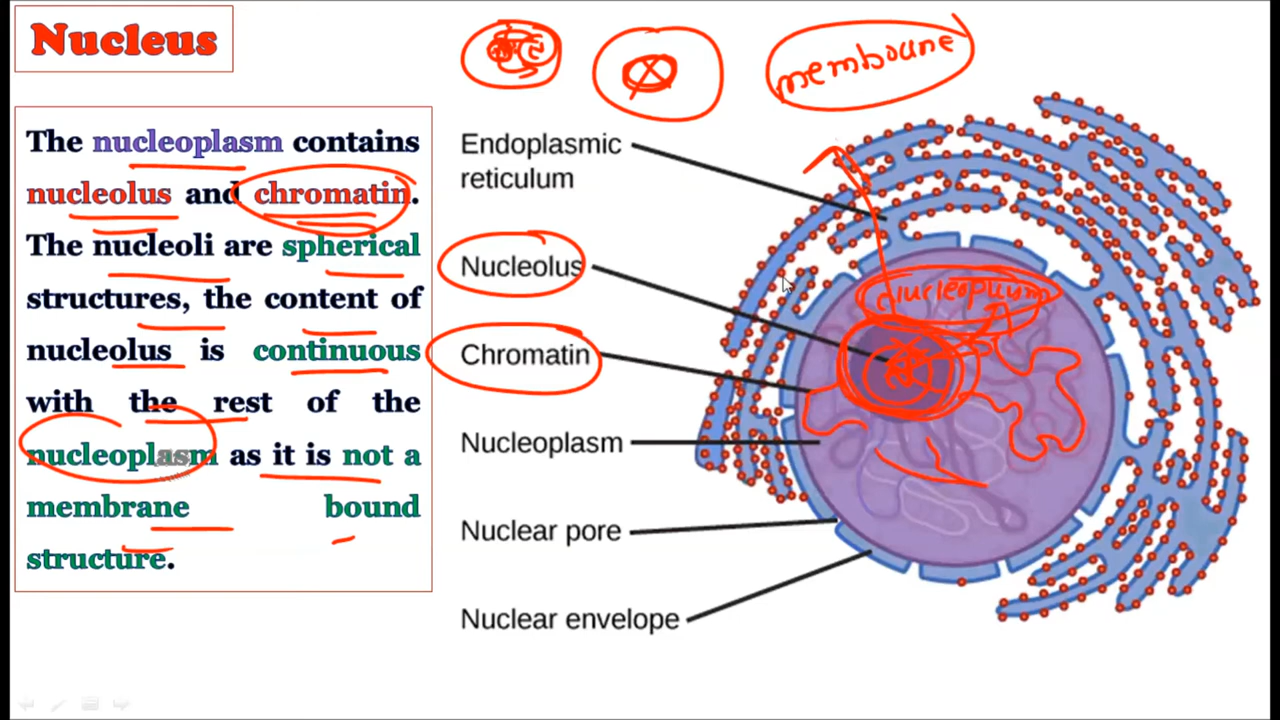 Nucleus
The nucleoplasm contains
nucleolus and chromatin.
The nucleoli are spherical
structures, the content of
nucleolus is continuous
with the rest of the
nucleoplasm as it is not a
membrane bound
structure.
Endoplasmic
reticulum
Nucleolus
Chromatin
Nucleoplasm
Nuclear pore
Nuclear envelope